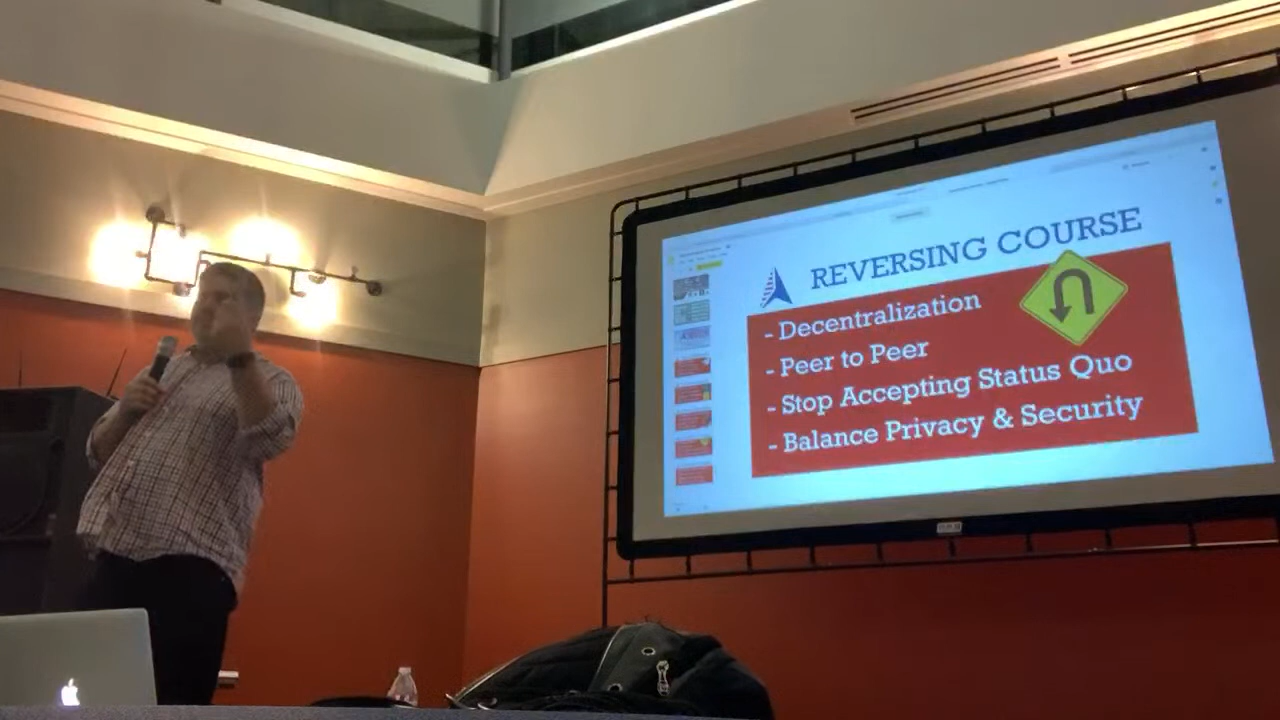 REVERSING COURSE
- Decentralization
- Peer to Peer
- Stop Accepting Status Quo
- Balance Privacy & Security